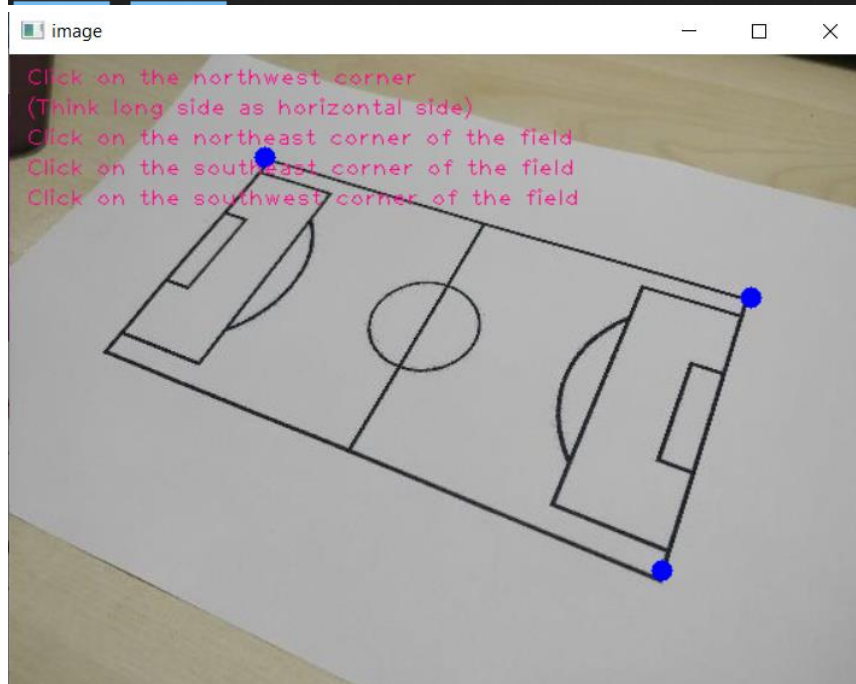 image
Click on the northwest corner
(Think long side as horizontal side)
Click on the northeast corner of the field
Click on the southeast corner of the field
Click on the southwest corner of the field